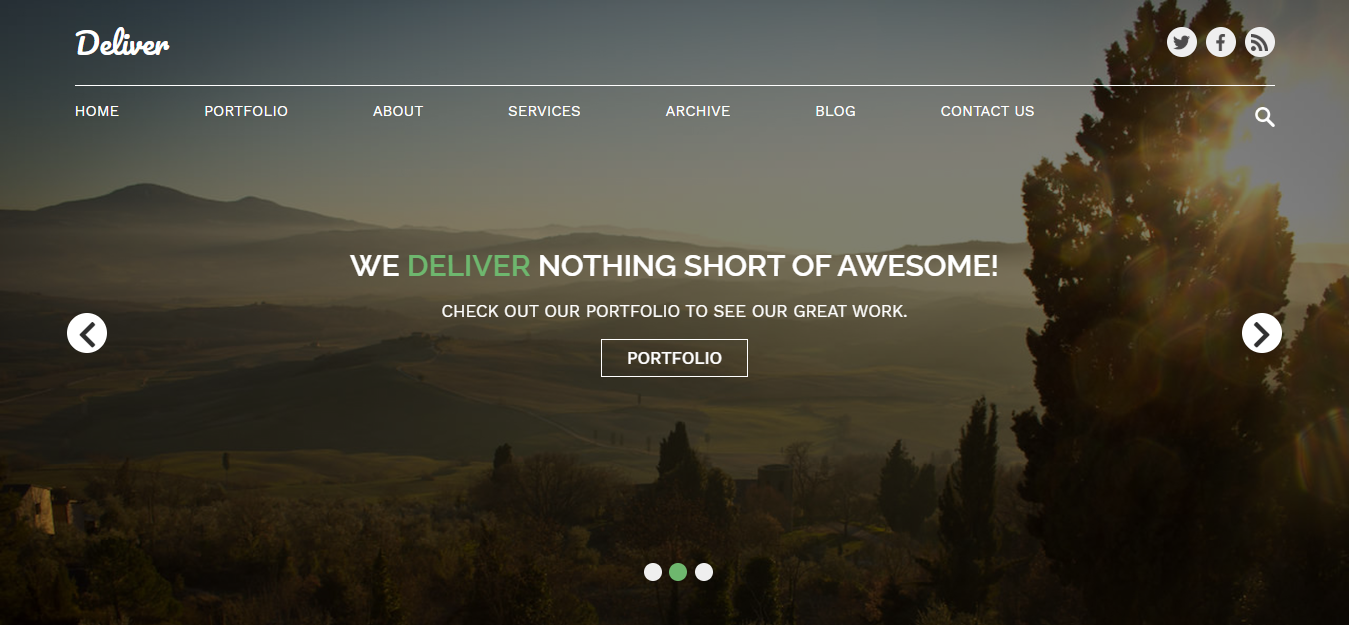 Deliver
HOME PORTFOLIO ABOUT SERVICES ARCHIVE BLOG CONTACT US
WE DELIVER NOTHING SHORT OF AWESOME!
CHECK OUT OUR PORTFOLIO TO SEE OUR GREAT WORK.
PORTFOLIO